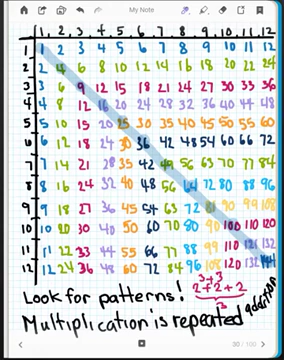 My Note
1 2 3 4 5 6 7 8 9 10 11 12
1 1 2 3 4 5 6 7 8 9 10 11 12
2 2 4 6 8 10 12 14 16 18 20 22 24
3 3 6 9 12 15 18 21 24 27 30 33 36
4 4 8 12 16 20 24 28 32 36 40 44 48
5 5 10 15 20 25 30 35 40 45 50 55 60
6 6 12 18 24 30 36 42 48 54 60 66 72
7 7 14 21 28 35 42 49 56 63 70 77 84
8 8 16 24 32 40 48 56 64 72 80 88 96
9 9 18 27 36 45 54 63 72 81 90 99 108
10 10 20 30 40 50 60 70 80 90 100 110 120
11 11 22 33 44 55 66 77 88 99 110 121 132
12 12 24 36 48 60 72 84 96 108 120 132 144
Look for patterns! 2+2+2
Multiplication is repeated addition